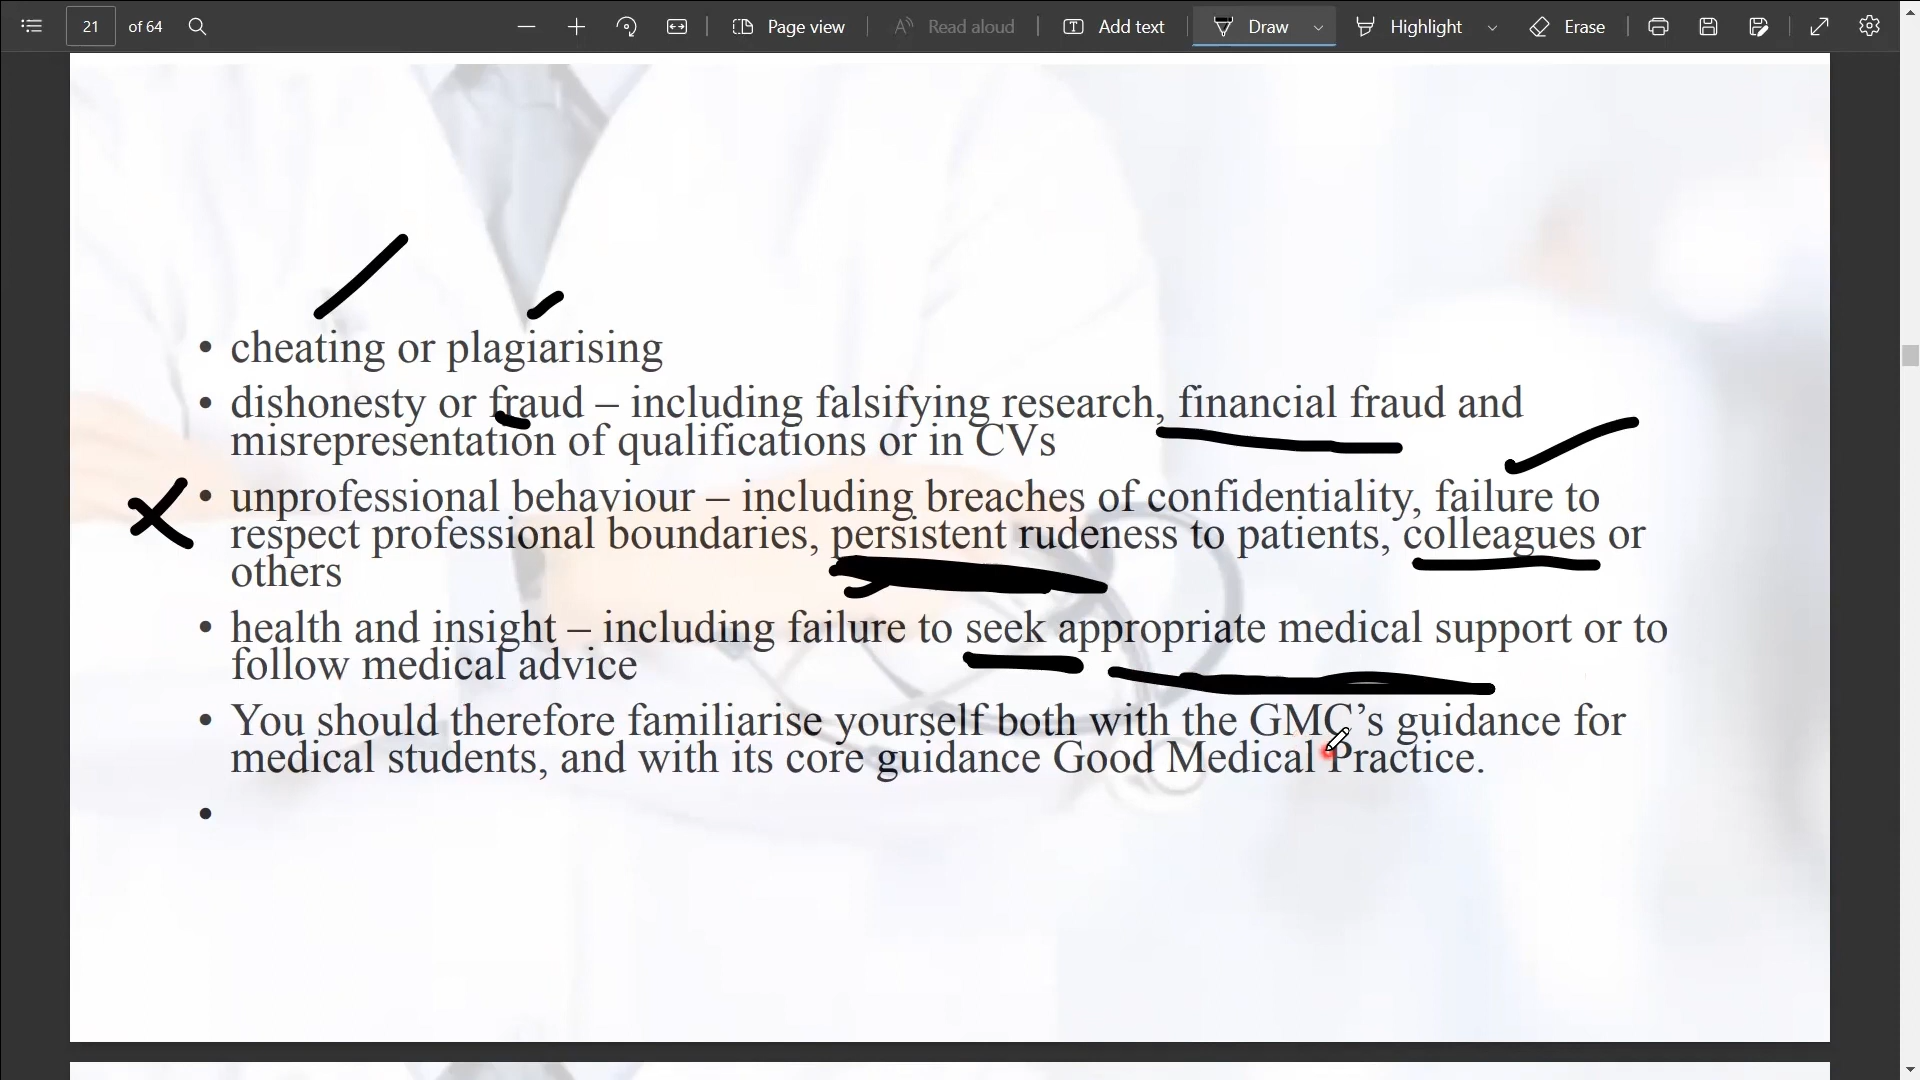 21 of 64 Page view Read aloud Add text Draw Highlight Erase
• cheating or plagiarising
• dishonesty or fraud – including falsifying research, financial fraud and
misrepresentation of qualifications or in CVs
• unprofessional behaviour – including breaches of confidentiality, failure to
respect professional boundaries, persistent rudeness to patients, colleagues or
others
• health and insight – including failure to seek appropriate medical support or to
follow medical advice
• You should therefore familiarise yourself both with the GMC’s guidance for
medical students, and with its core guidance Good Medical Practice.
•